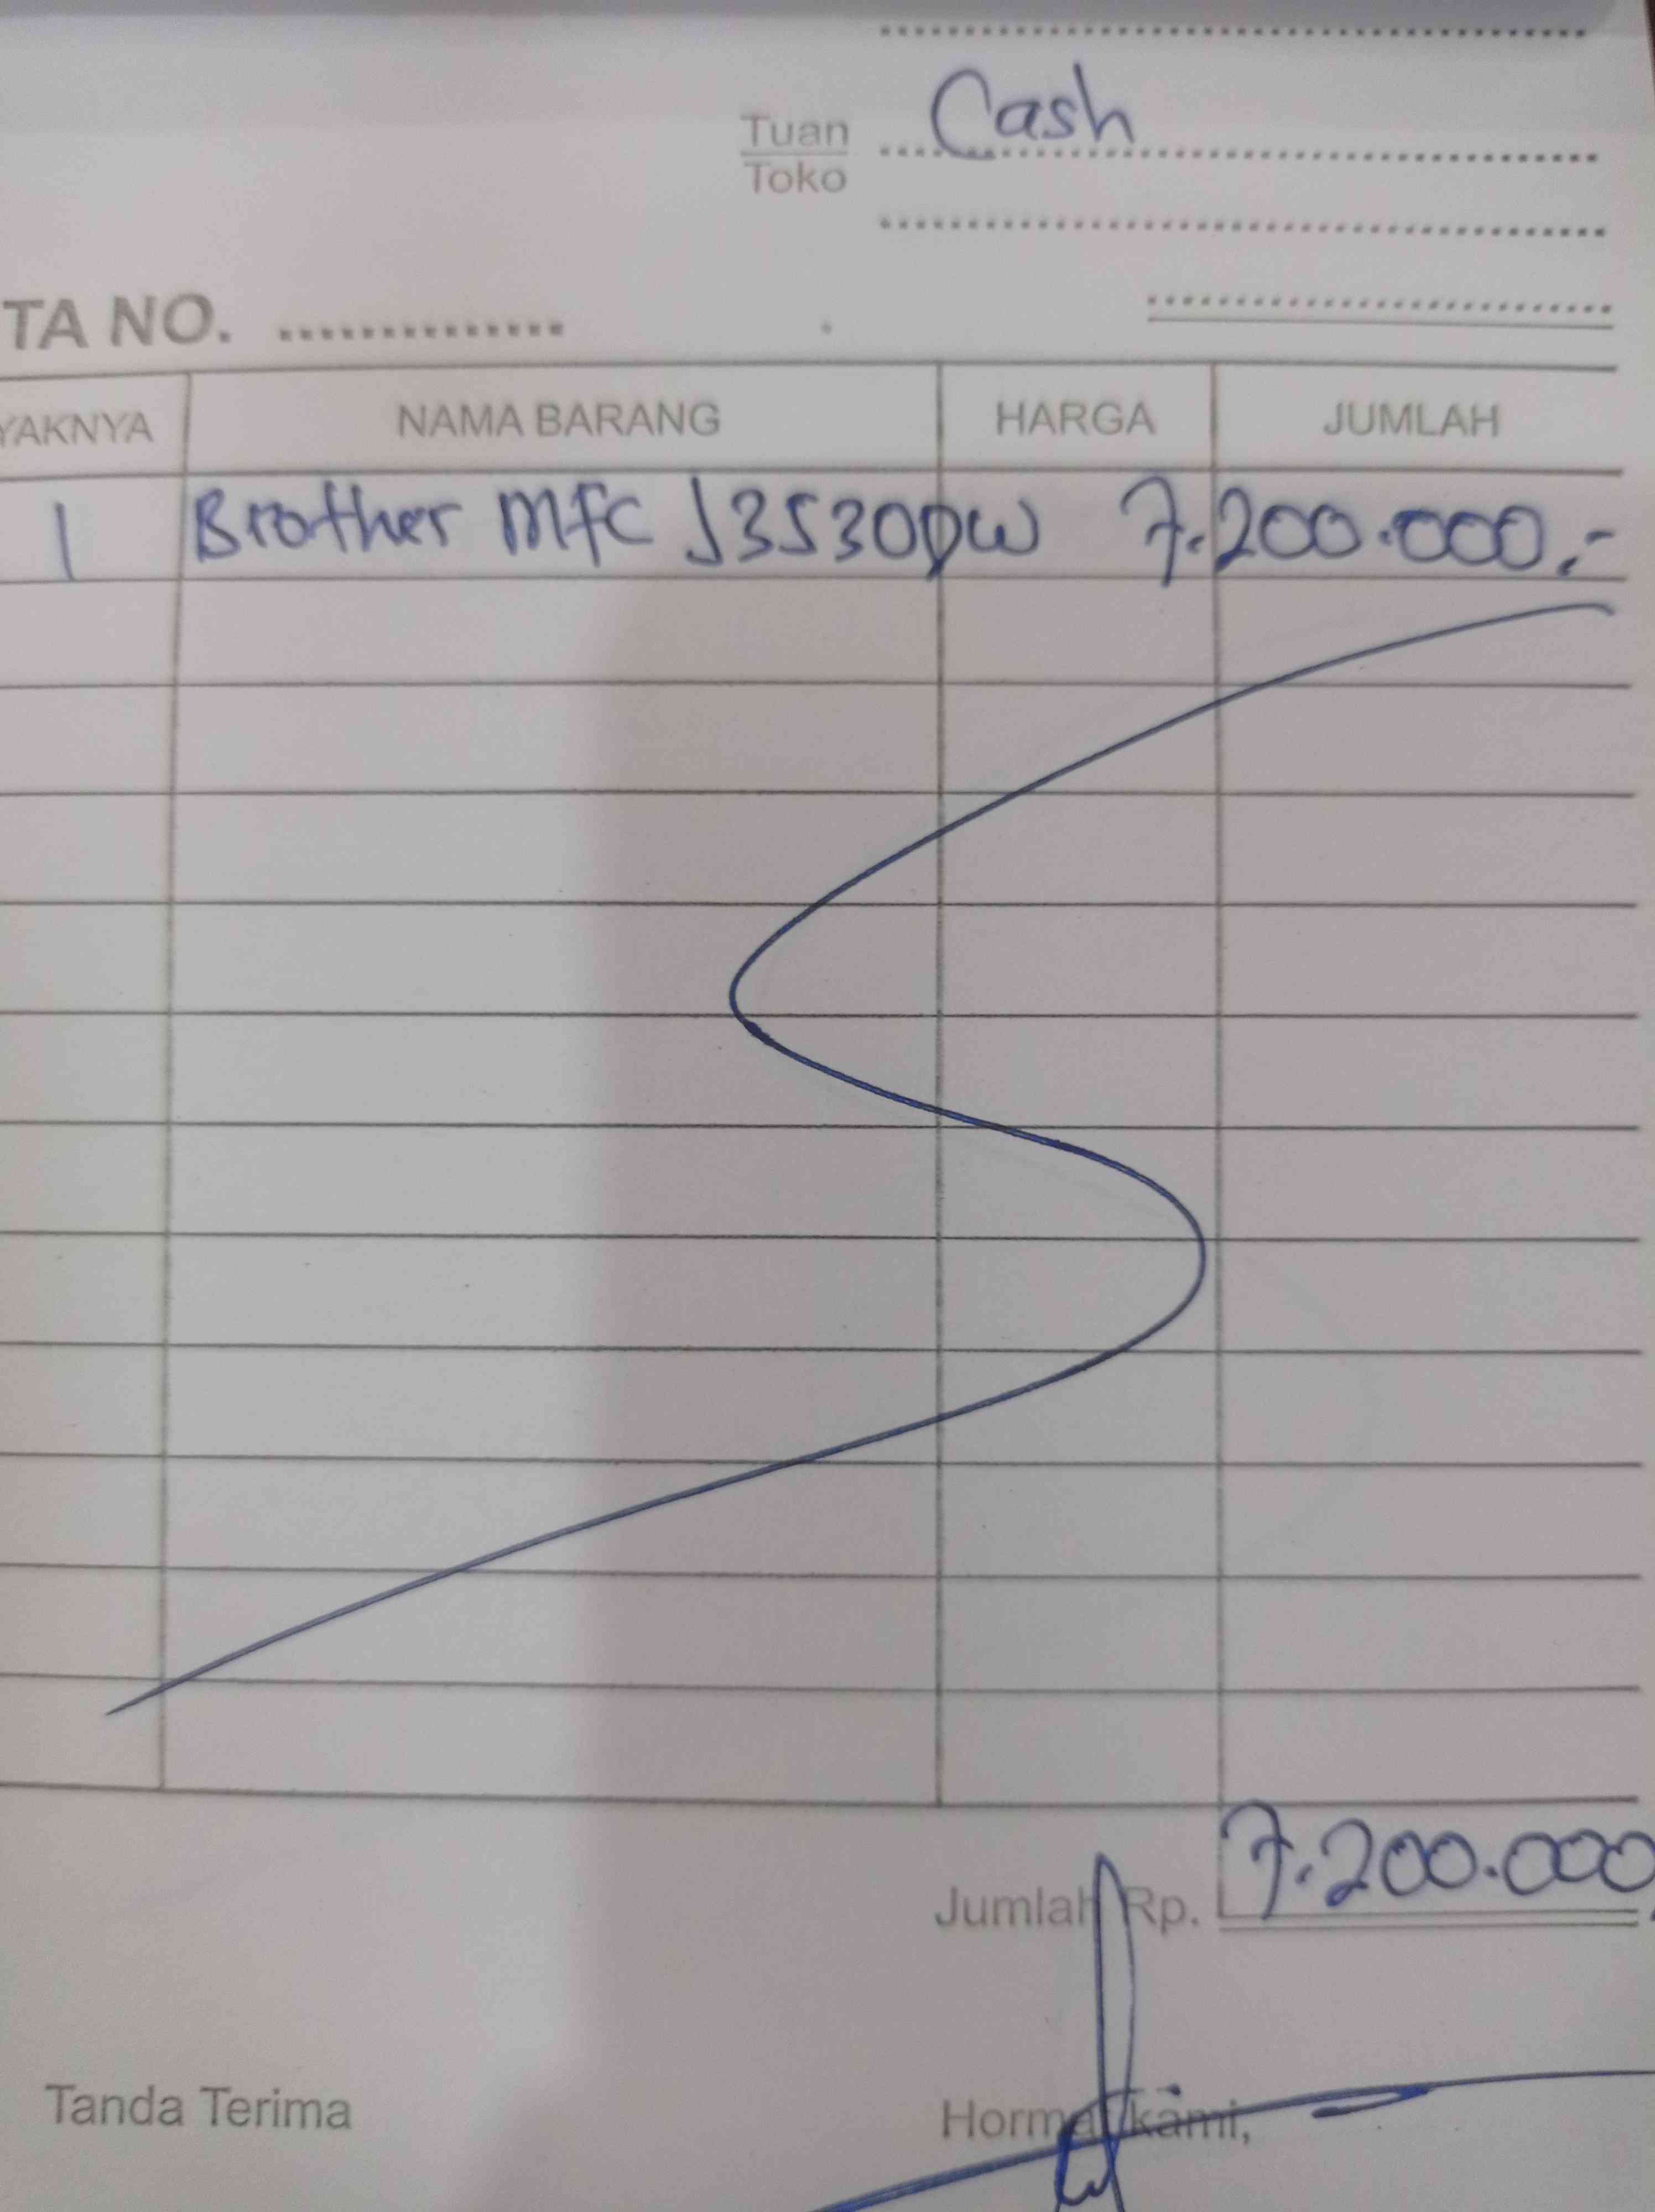 Cash
Tuan
Toko
TA NO.
YAKNYA NAMA BARANG HARGA JUMLAH
1 Brother MFC J3530DW 7.200.000.-
Jumlah Rp. 7.200.000,
Tanda Terima Hormat kami,